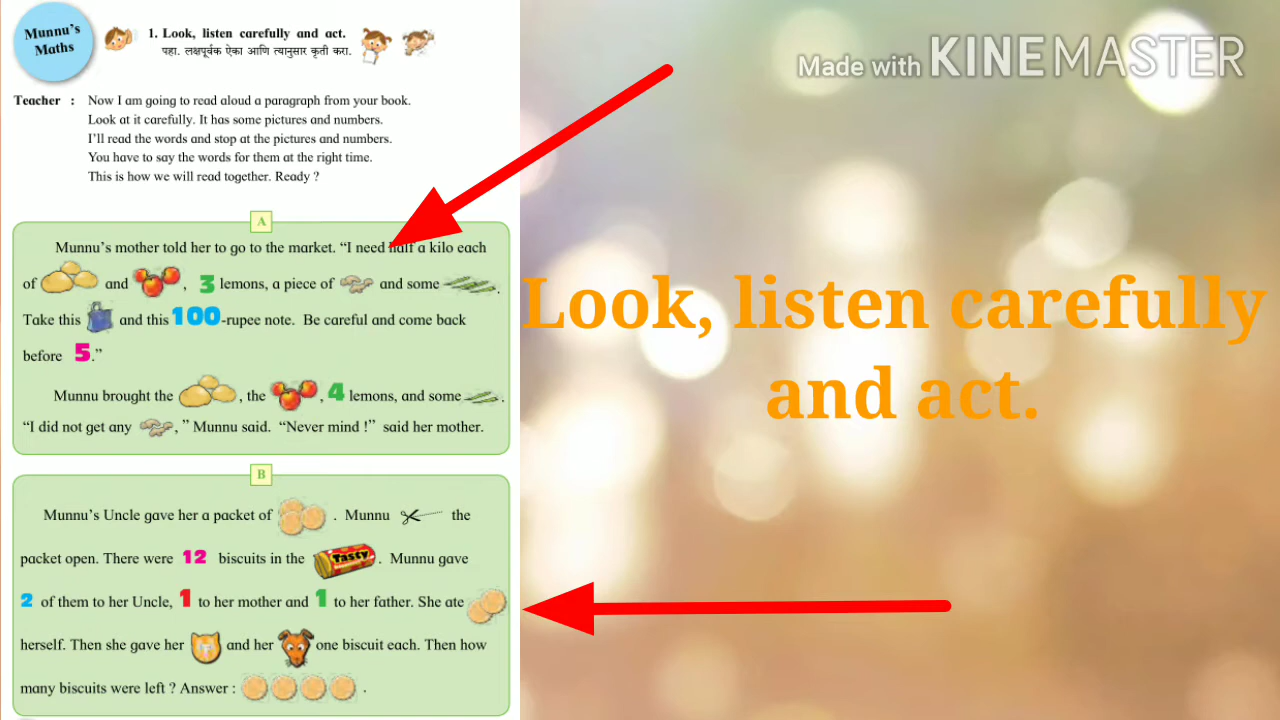 Munnu's
Maths
1. Look, listen carefully and act.
पहा. लक्षपूर्वक ऐका आणि त्यानुसार कृती करा.
Teacher : Now I am going to read aloud a paragraph from your book.
Look at it carefully. It has some pictures and numbers.
I'll read the words and stop at the pictures and numbers.
You have to say the words for them at the right time.
This is how we will read together. Ready ?
A
Munnu's mother told her to go to the market. “I need half a kilo each
of and , 3 lemons, a piece of and some .
Take this and this 100-rupee note. Be careful and come back
before 5.”
Munnu brought the , the , 4 lemons, and some .
“I did not get any , ” Munnu said. “Never mind !” said her mother.
B
Munnu's Uncle gave her a packet of . Munnu the
packet open. There were 12 biscuits in the Tasty . Munnu gave
2 of them to her Uncle, 1 to her mother and 1 to her father. She ate
herself. Then she gave her and her one biscuit each. Then how
many biscuits were left ? Answer : .
Made with KINEMASTER
Look, listen carefully
and act.